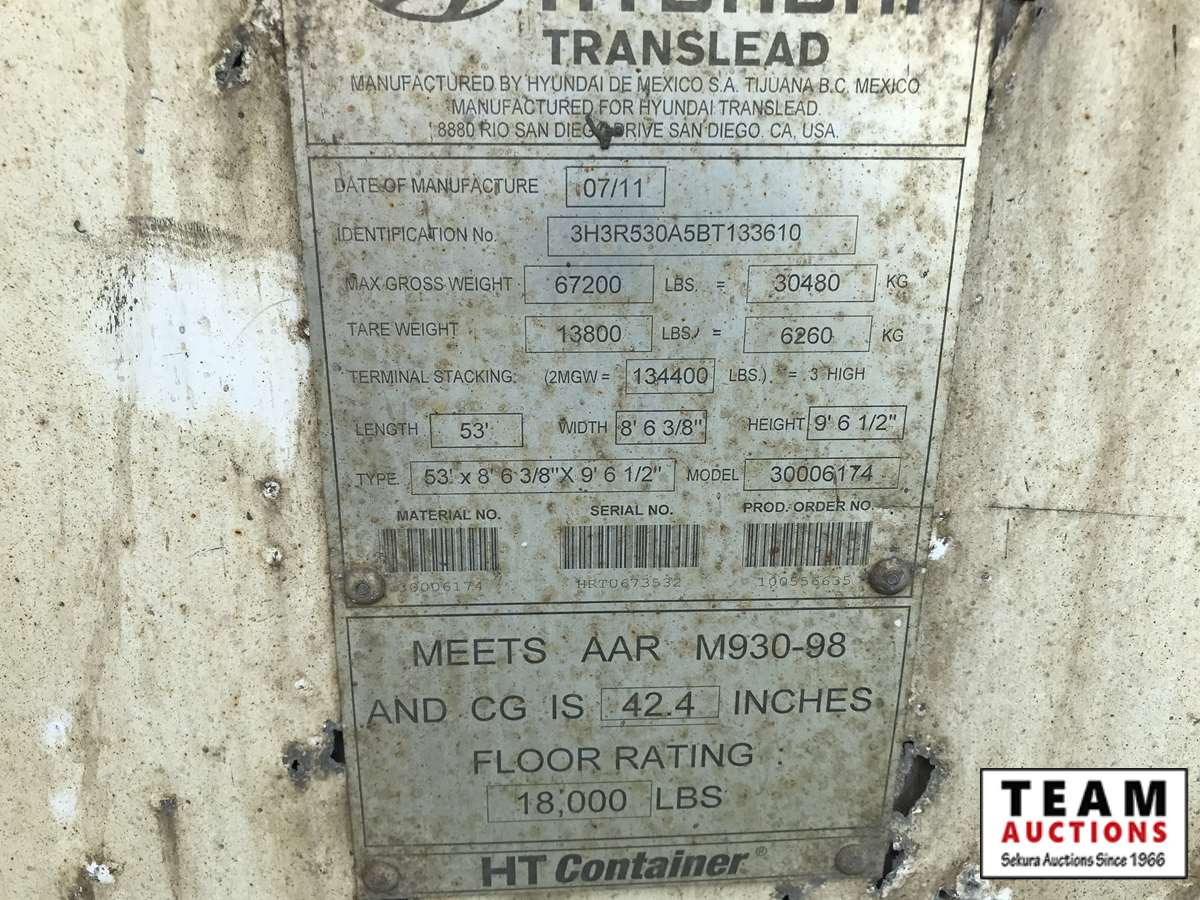 HYUNDAI
TRANSLEAD
MANUFACTURED BY HYUNDAI DE MEXICO S.A. TIJUANA B.C. MEXICO
MANUFACTURED FOR HYUNDAI TRANSLEAD
8880 RIO SAN DIEGO DRIVE SAN DIEGO. CA, USA.
DATE OF MANUFACTURE 07/11
IDENTIFICATION No. 3H3R530A5BT133610
MAX GROSS WEIGHT 67200 LBS. = 30480 KG
TARE WEIGHT 13800 LBS. = 6260 KG
TERMINAL STACKING: (2MGW = 134400 LBS.) = 3 HIGH
LENGTH 53' WIDTH 8' 6 3/8" HEIGHT 9' 6 1/2"
TYPE 53' x 8' 6 3/8"X 9' 6 1/2" MODEL 30006174
MATERIAL NO. SERIAL NO. PROD. ORDER NO.
30006174 HRTU673532 100556635
MEETS AAR M930-98
AND CG IS 42.4 INCHES
FLOOR RATING :
18,000 LBS
HT Container®
TEAM
AUCTIONS
Sekura Auctions Since 1966